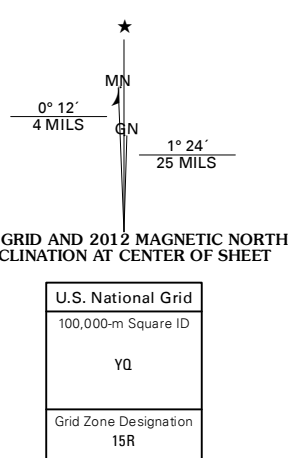 ★
MN
0° 12´
4 MILS
GN
1° 24´
25 MILS
GRID AND 2012 MAGNETIC NORTH
CLINATION AT CENTER OF SHEET
U.S. National Grid
100,000-m Square ID
YQ
Grid Zone Designation
15R